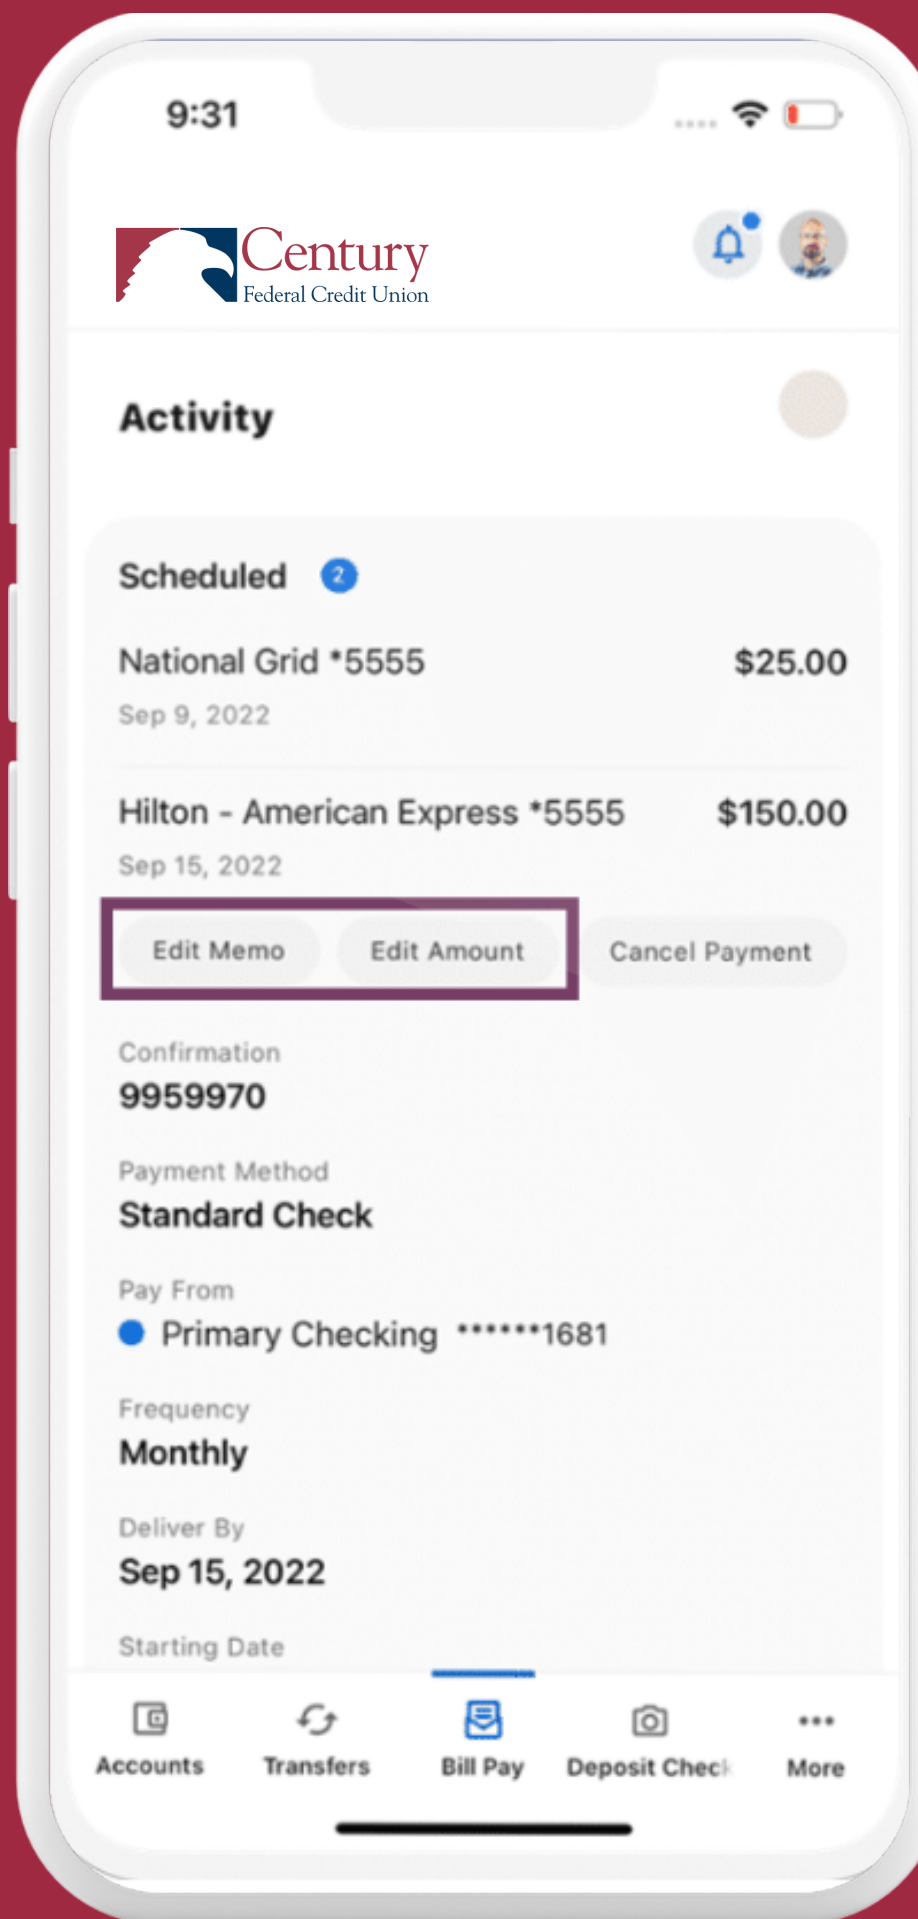 9:31
Century
Federal Credit Union
Activity
Scheduled 2
National Grid *5555 $25.00
Sep 9, 2022
Hilton - American Express *5555 $150.00
Sep 15, 2022
Edit Memo Edit Amount Cancel Payment
Confirmation
9959970
Payment Method
Standard Check
Pay From
Primary Checking ******1681
Frequency
Monthly
Deliver By
Sep 15, 2022
Starting Date
Accounts Transfers Bill Pay Deposit Check More